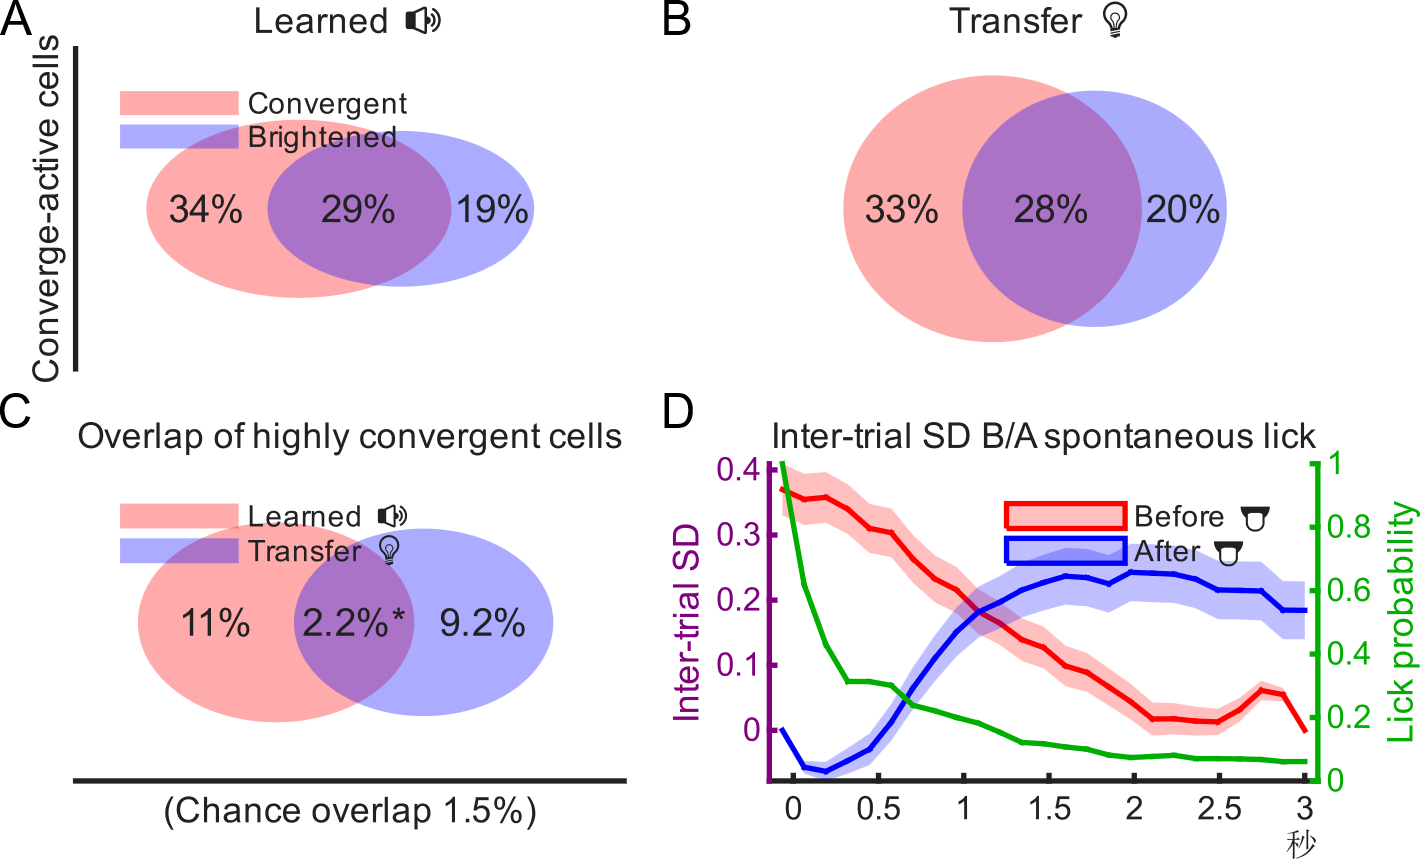 A
Learned
Converge-active cells
Convergent
Brightened
34%
29%
19%
B
Transfer
33%
28%
20%
C
Overlap of highly convergent cells
Learned
Transfer
11%
2.2%*
9.2%
(Chance overlap 1.5%)
D
Inter-trial SD B/A spontaneous lick
Inter-trial SD
0.4
0.3
0.2
0.1
0
Before
After
1
0.8
0.6
0.4
0.2
0
Lick probability
0
0.5
1
1.5
2
2.5
3
秒